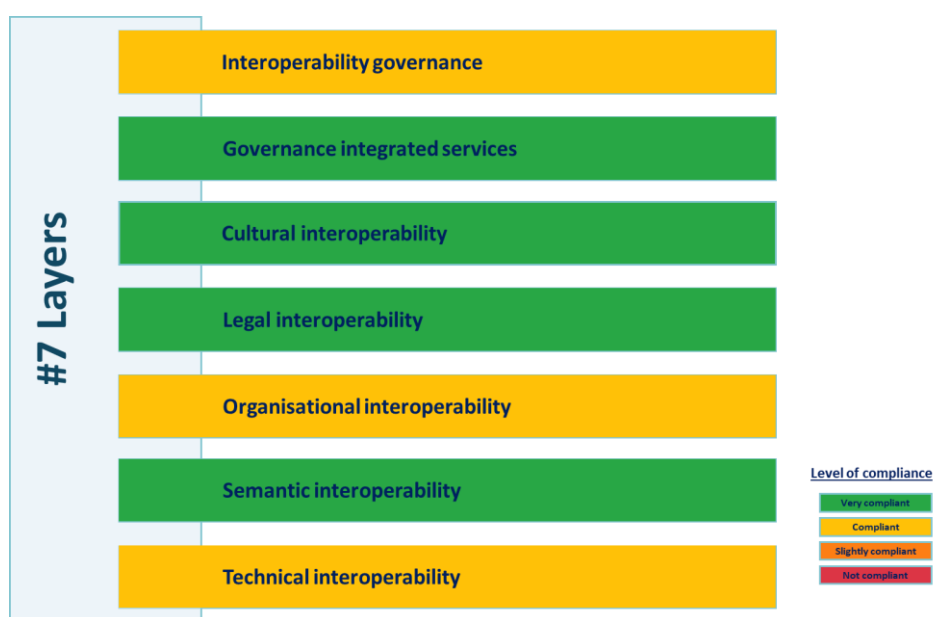 #7 Layers
Interoperability governance
Governance integrated services
Cultural interoperability
Legal interoperability
Organisational interoperability
Semantic interoperability
Technical interoperability
Level of compliance
Very compliant
Compliant
Slightly compliant
Not compliant